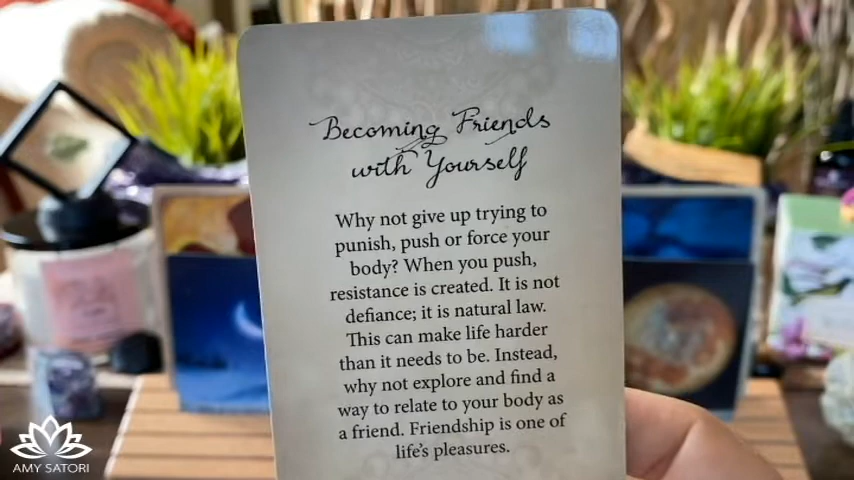 Becoming Friends
with Yourself
Why not give up trying to
punish, push or force your
body? When you push,
resistance is created. It is not
defiance; it is natural law.
This can make life harder
than it needs to be. Instead,
why not explore and find a
way to relate to your body as
a friend. Friendship is one of
life's pleasures.
AMY SATORI